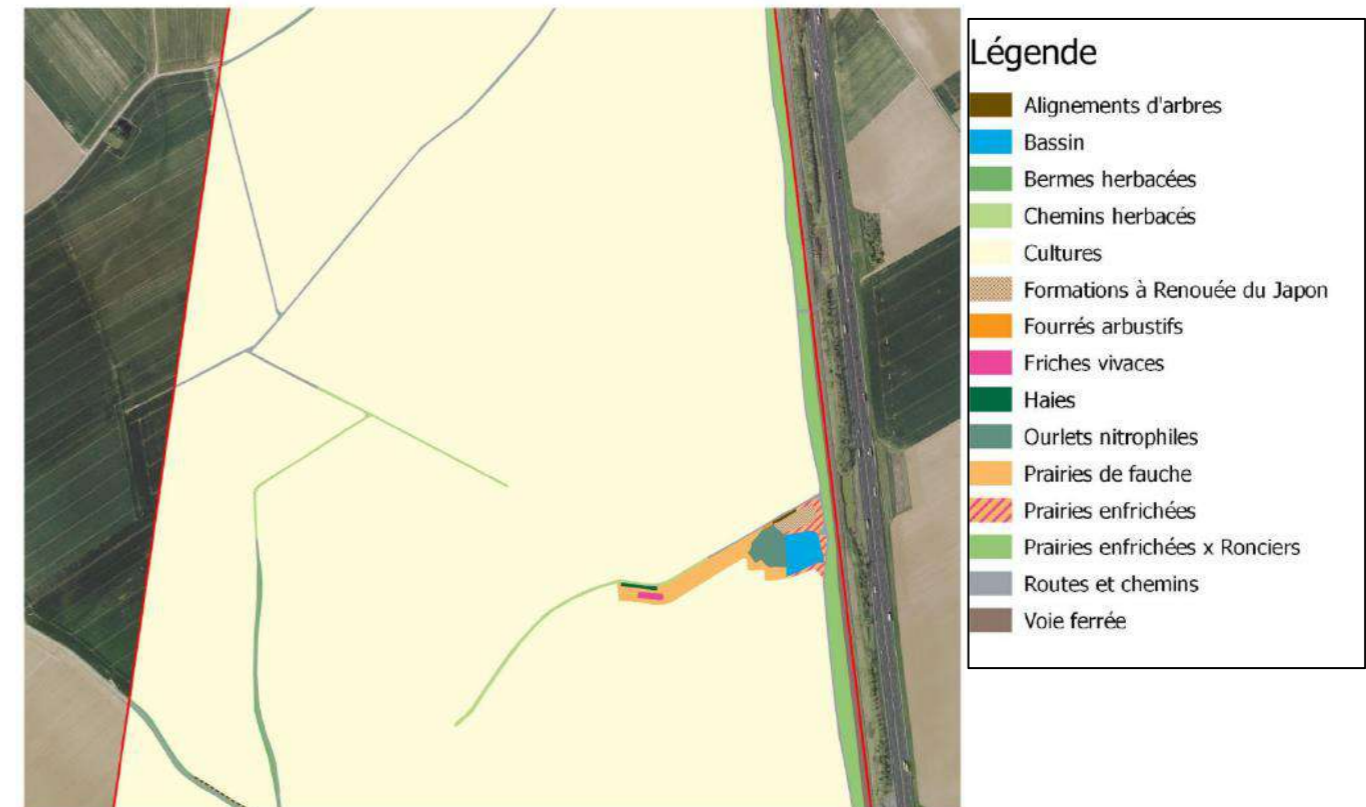 Légende
Alignements d'arbres
Bassin
Bermes herbacées
Chemins herbacés
Cultures
Formations à Renouée du Japon
Fourrés arbustifs
Friches vivaces
Haies
Ourlets nitrophiles
Prairies de fauche
Prairies enfrichées
Prairies enfrichées x Ronciers
Routes et chemins
Voie ferrée